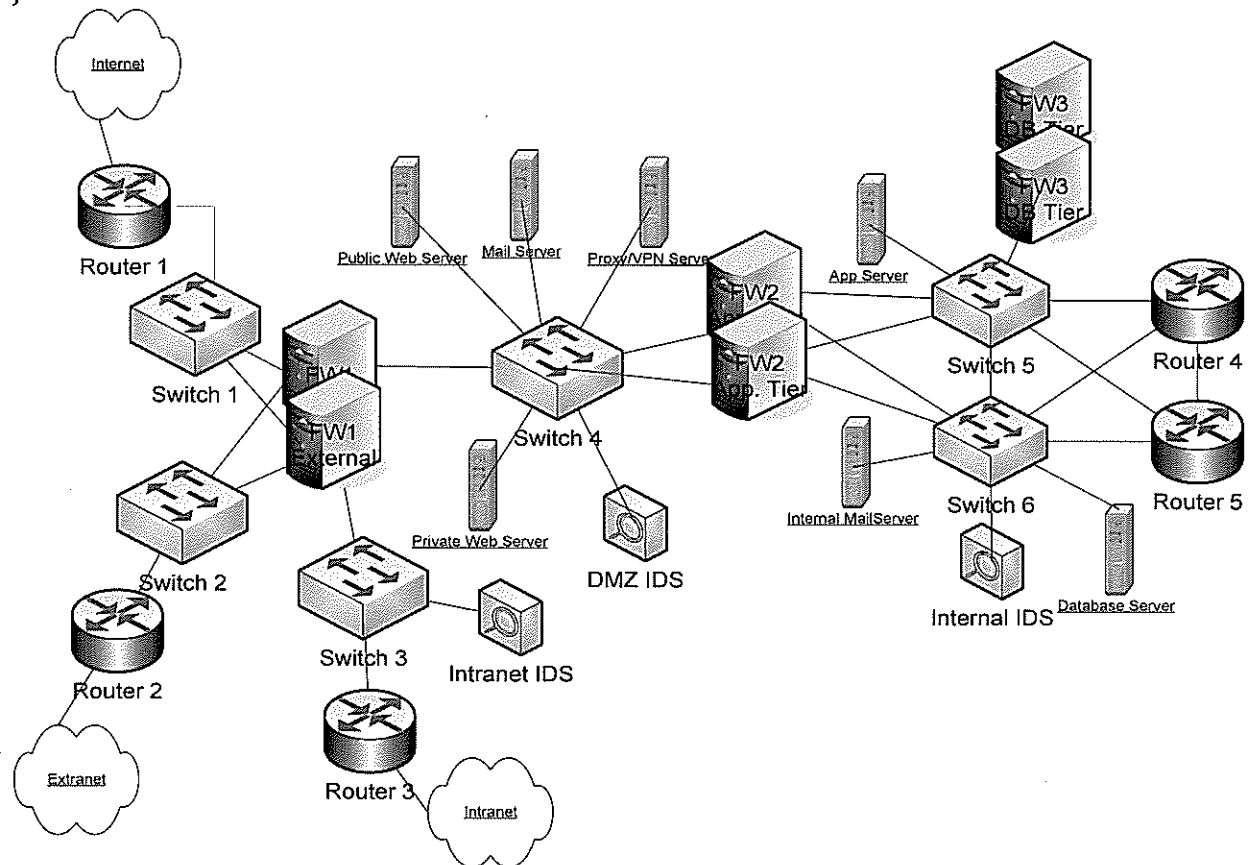 Internet
FW3
DB Tier
FW3
DB Tier
Router 1
Public Web Server
Mail Server
Proxy/VPN Serve
App Server
FW2
FW2
App. Tier
Switch 5
Router 4
Switch 1
FW1
External
Switch 4
Internal MailServer
Switch 6
Router 5
Private Web Server
DMZ IDS
Switch 2
Internal IDS
Database Server
Switch 3
Intranet IDS
Router 2
Extranet
Router 3
Intranet